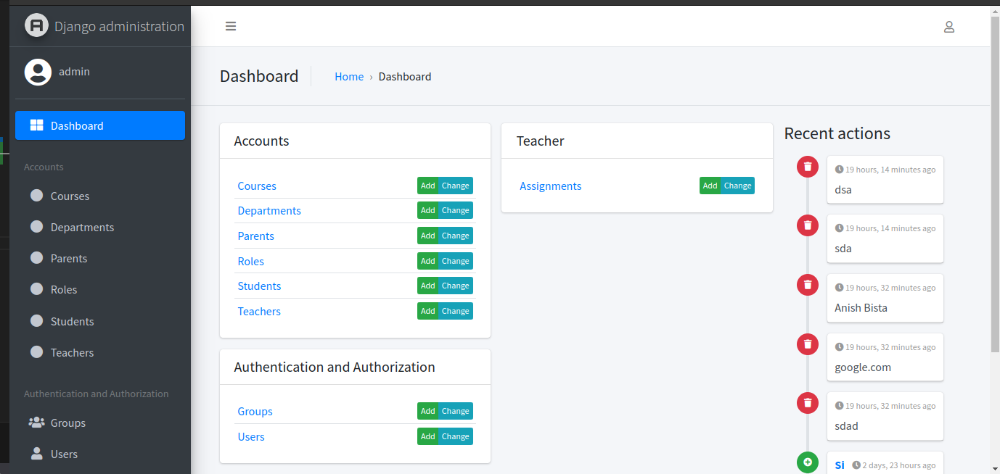 Django administration
admin
Dashboard
Accounts
Courses
Departments
Parents
Roles
Students
Teachers
Authentication and Authorization
Groups
Users
Dashboard
Home › Dashboard
Accounts
Courses Add Change
Departments Add Change
Parents Add Change
Roles Add Change
Students Add Change
Teachers Add Change
Authentication and Authorization
Groups Add Change
Users Add Change
Teacher
Assignments Add Change
Recent actions
19 hours, 14 minutes ago
dsa
19 hours, 14 minutes ago
sda
19 hours, 32 minutes ago
Anish Bista
19 hours, 32 minutes ago
google.com
19 hours, 32 minutes ago
sdad
Si 2 days, 23 hours ago